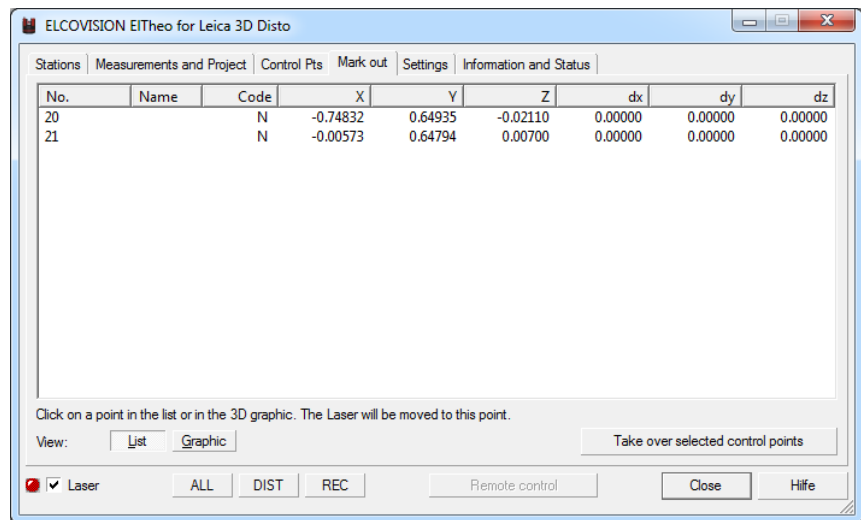 ELCOVISION ElTheo for Leica 3D Disto
Stations Measurements and Project Control Pts Mark out Settings Information and Status
No. Name Code X Y Z dx dy dz
20 N -0.74832 0.64935 -0.02110 0.00000 0.00000 0.00000
21 N -0.00573 0.64794 0.00700 0.00000 0.00000 0.00000
Click on a point in the list or in the 3D graphic. The Laser will be moved to this point.
View: List Graphic Take over selected control points
Laser ALL DIST REC Remote control Close Hilfe